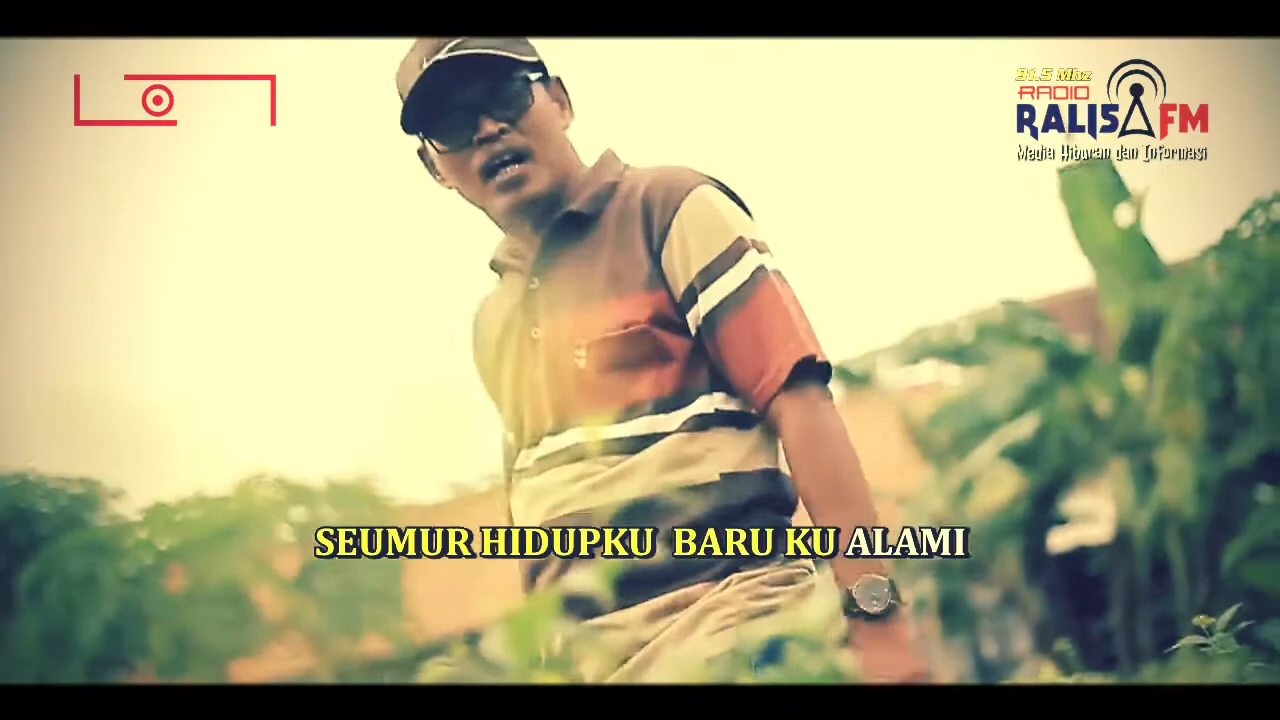 91.5 Mhz
RADIO
RALISA FM
Media Hiburan dan Informasi
SEUMUR HIDUPKU BARU KU ALAMI